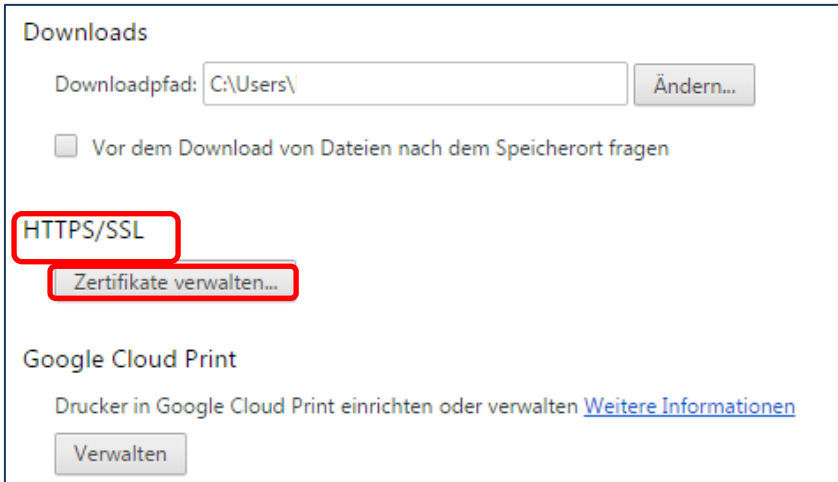 Downloads
Downloadpfad: C:\Users\ Ändern...
Vor dem Download von Dateien nach dem Speicherort fragen
HTTPS/SSL
Zertifikate verwalten...
Google Cloud Print
Drucker in Google Cloud Print einrichten oder verwalten Weitere Informationen
Verwalten